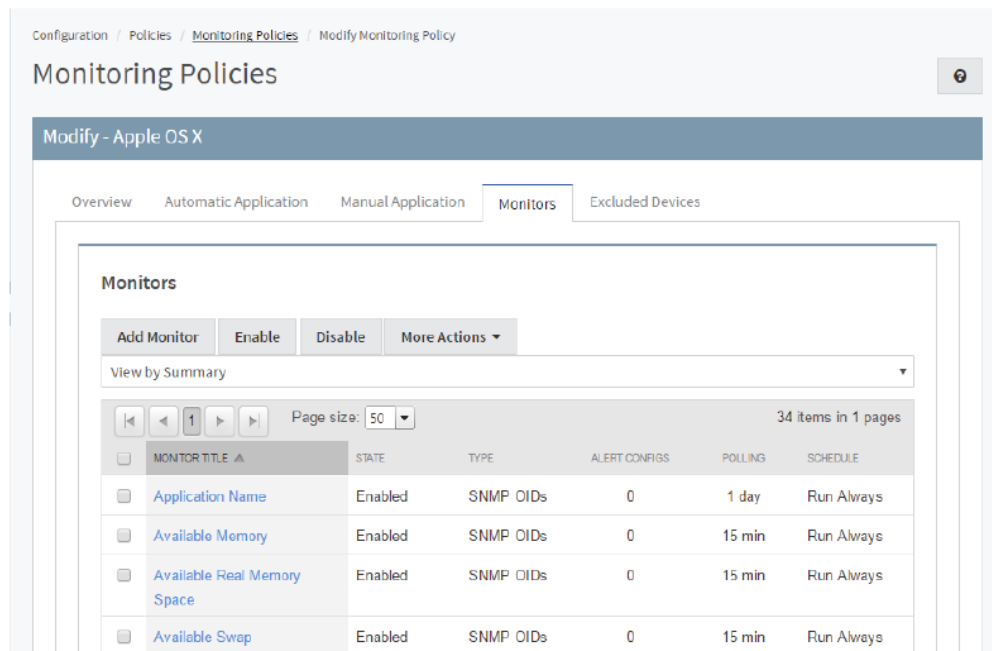 Configuration / Policies / Monitoring Policies / Modify Monitoring Policy
Monitoring Policies
Modify - Apple OS X
Overview Automatic Application Manual Application Monitors Excluded Devices
Monitors
Add Monitor Enable Disable More Actions
View by Summary
1 Page size: 50 34 items in 1 pages
MONITOR TITLE STATE TYPE ALERT CONFIGS POLLING SCHEDULE
Application Name Enabled SNMP OIDs 0 1 day Run Always
Available Memory Enabled SNMP OIDs 0 15 min Run Always
Available Real Memory Enabled SNMP OIDs 0 15 min Run Always
Space
Available Swap Enabled SNMP OIDs 0 15 min Run Always